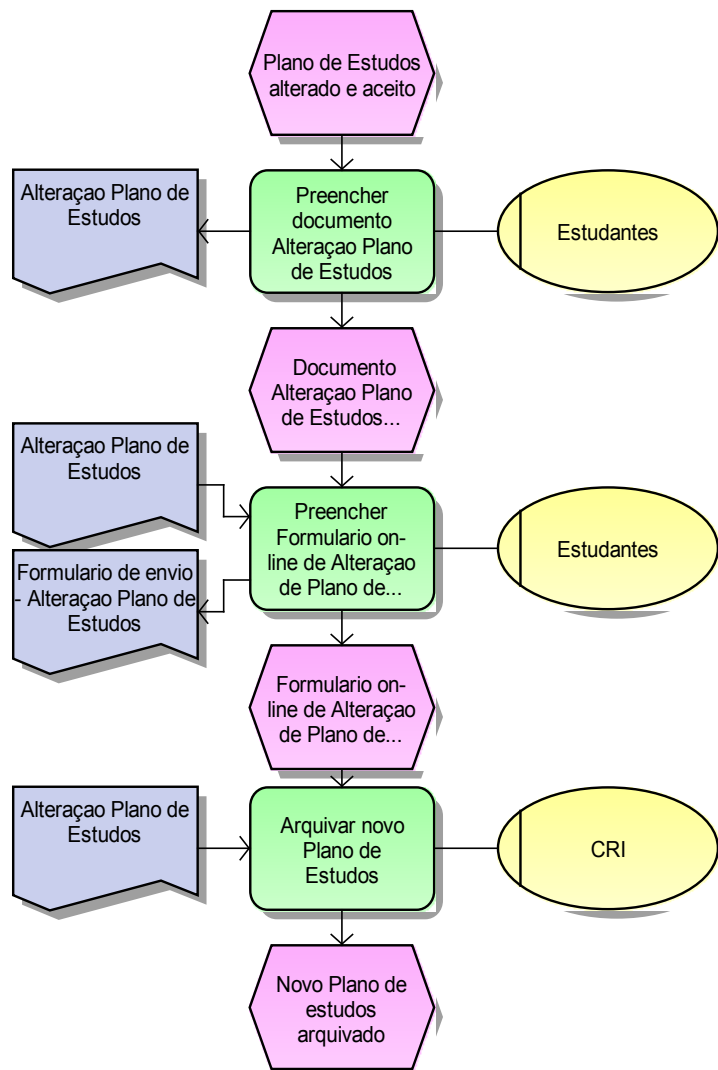 Plano de Estudos
alterado e aceito
Alteraçao Plano de
Estudos
Preencher
documento
Alteraçao Plano
de Estudos
Estudantes
Documento
Alteraçao Plano
de Estudos...
Alteraçao Plano de
Estudos
Preencher
Formulario on-
line de Alteraçao
de Plano de...
Estudantes
Formulario de envio
- Alteraçao Plano de
Estudos
Formulario on-
line de Alteraçao
de Plano de...
Alteraçao Plano de
Estudos
Arquivar novo
Plano de
Estudos
CRI
Novo Plano de
estudos
arquivado